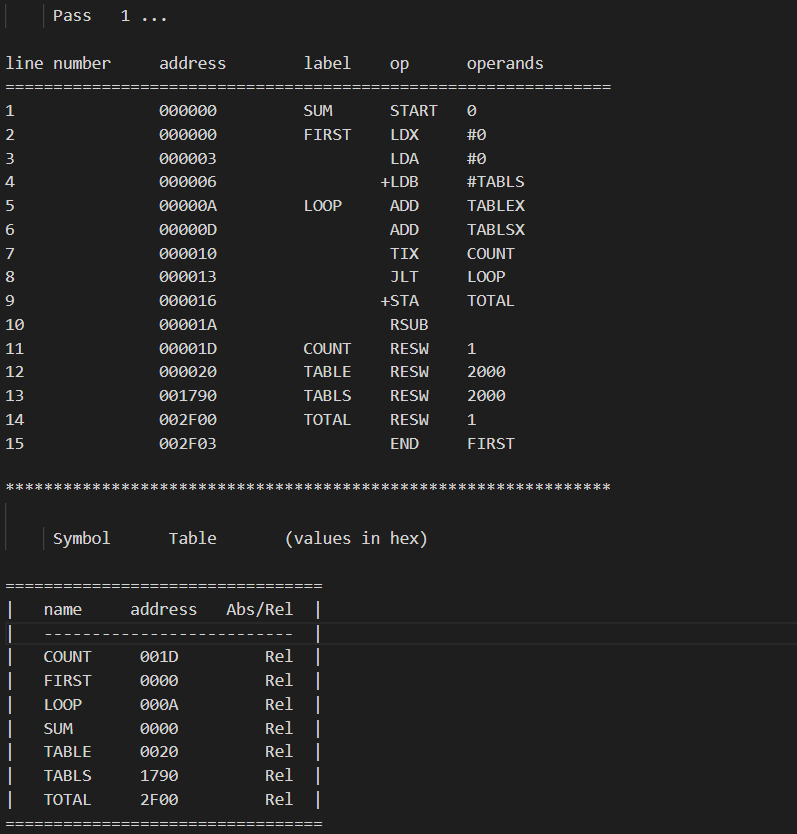 Pass   1 ...
line number     address        label    op      operands
===============================================================
1               000000         SUM      START   0
2               000000         FIRST    LDX     #0
3               000003                  LDA     #0
4               000006                 +LDB     #TABLS
5               00000A         LOOP     ADD     TABLEX
6               00000D                  ADD     TABLSX
7               000010                  TIX     COUNT
8               000013                  JLT     LOOP
9               000016                 +STA     TOTAL
10              00001A                  RSUB
11              00001D         COUNT    RESW    1
12              000020         TABLE    RESW    2000
13              001790         TABLS    RESW    2000
14              002F00         TOTAL    RESW    1
15              002F03                  END     FIRST
***************************************************************
Symbol      Table       (values in hex)
=================================
|   name     address   Abs/Rel  |
|   --------------------------  |
|   COUNT     001D         Rel  |
|   FIRST     0000         Rel  |
|   LOOP      000A         Rel  |
|   SUM       0000         Rel  |
|   TABLE     0020         Rel  |
|   TABLS     1790         Rel  |
|   TOTAL     2F00         Rel  |
=================================